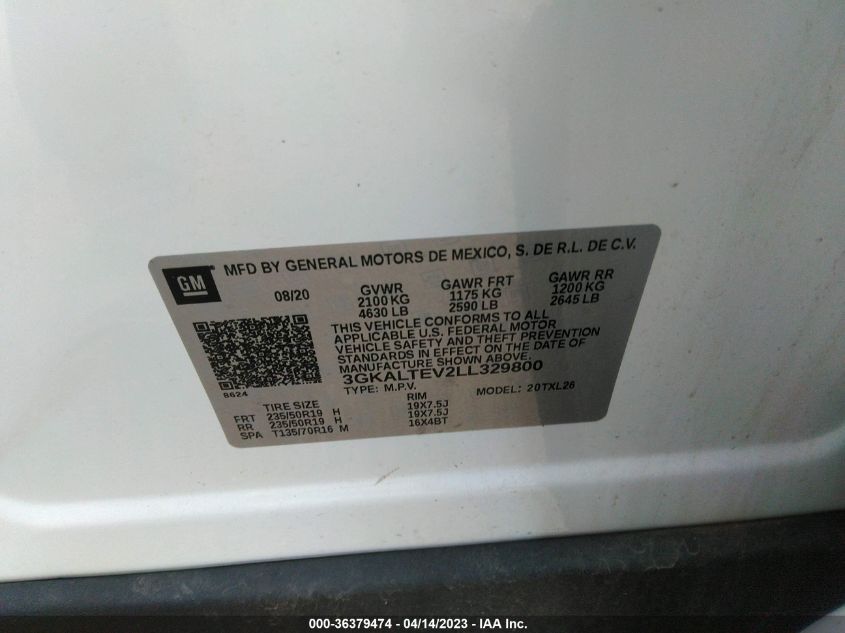 GM
MFD BY GENERAL MOTORS DE MEXICO, S. DE R.L. DE C.V.
08/20 GVWR GAWR FRT GAWR RR
2100 KG 1175 KG 1200 KG
4630 LB 2590 LB 2645 LB
THIS VEHICLE CONFORMS TO ALL
APPLICABLE U.S. FEDERAL MOTOR
VEHICLE SAFETY AND THEFT PREVENTION
STANDARDS IN EFFECT ON THE DATE OF
MANUFACTURE SHOWN ABOVE.
3GKALTEV2LL329800
8624 TYPE: M.P.V. MODEL: 20TXL26
TIRE SIZE RIM
FRT 235/50R19 H 19X7.5J
RR 235/50R19 H 19X7.5J
SPA T135/70R16 M 16X4BT
000-36379474 / 04/14/2023 - IAA Inc.